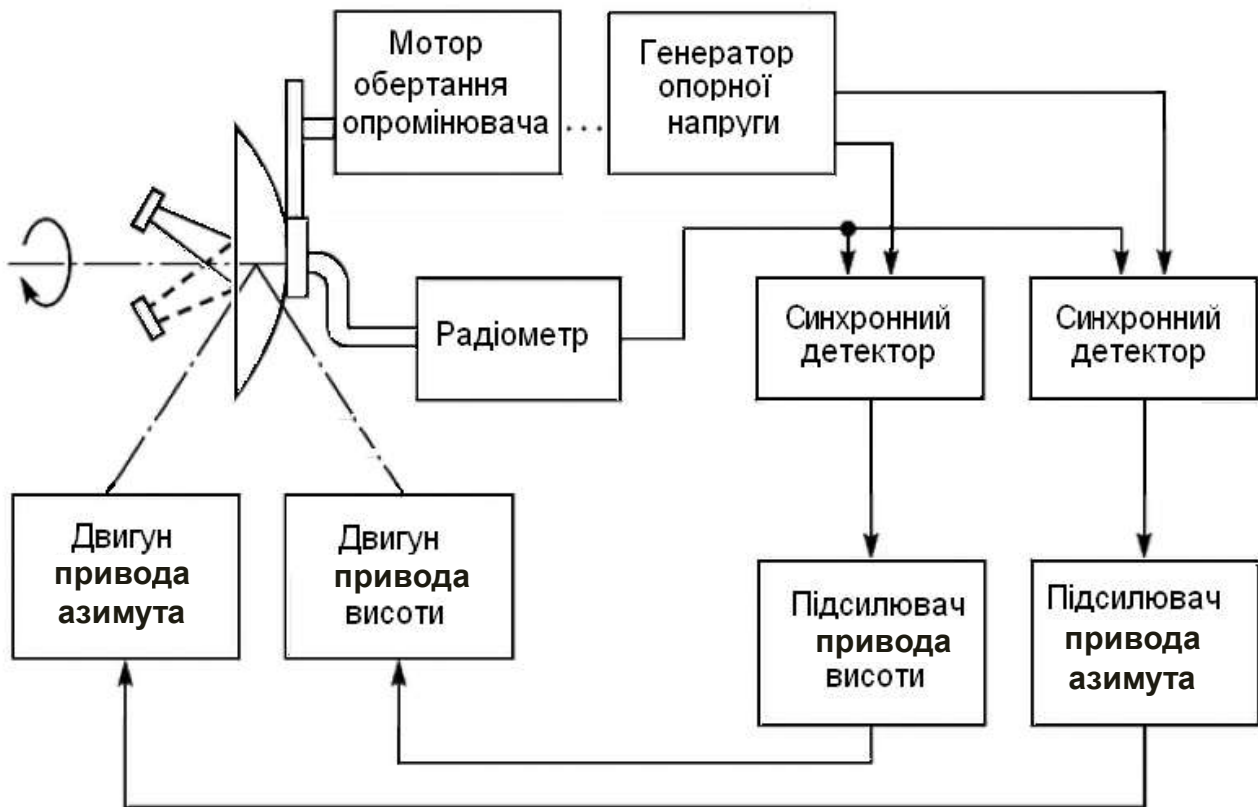 Мотор
обертання
опромінювача
Генератор
опорної
напруги
Радіометр
Синхронний
детектор
Синхронний
детектор
Двигун
привода
азимута
Двигун
привода
висоти
Підсилювач
привода
висоти
Підсилювач
привода
азимута